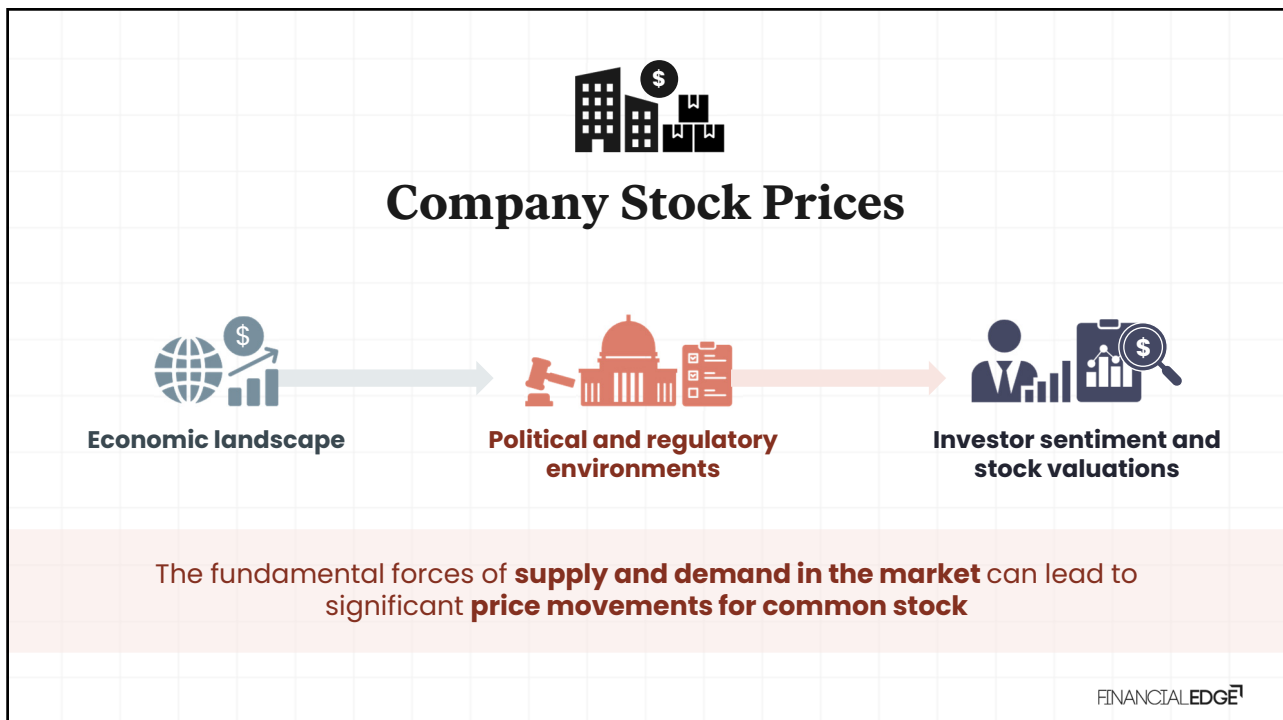 $
Company Stock Prices
$
$
Economic landscape
Political and regulatory
environments
Investor sentiment and
stock valuations
The fundamental forces of supply and demand in the market can lead to
significant price movements for common stock
FINANCIALEDGE